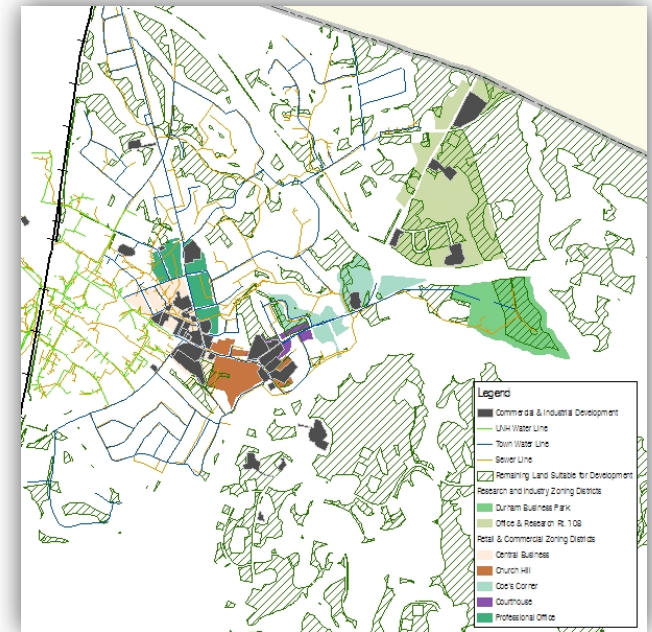 Legend
Commercial & Industrial Development
UNH Water Line
Town Water Line
Sewer Line
Remaining Land Suitable for Development
Research and Industry Zoning Districts
Durham Business Park
Office & Research Rt. 108
Retail & Commercial Zoning Districts
Central Business
Church Hill
Coe's Corner
Courthouse
Professional Office